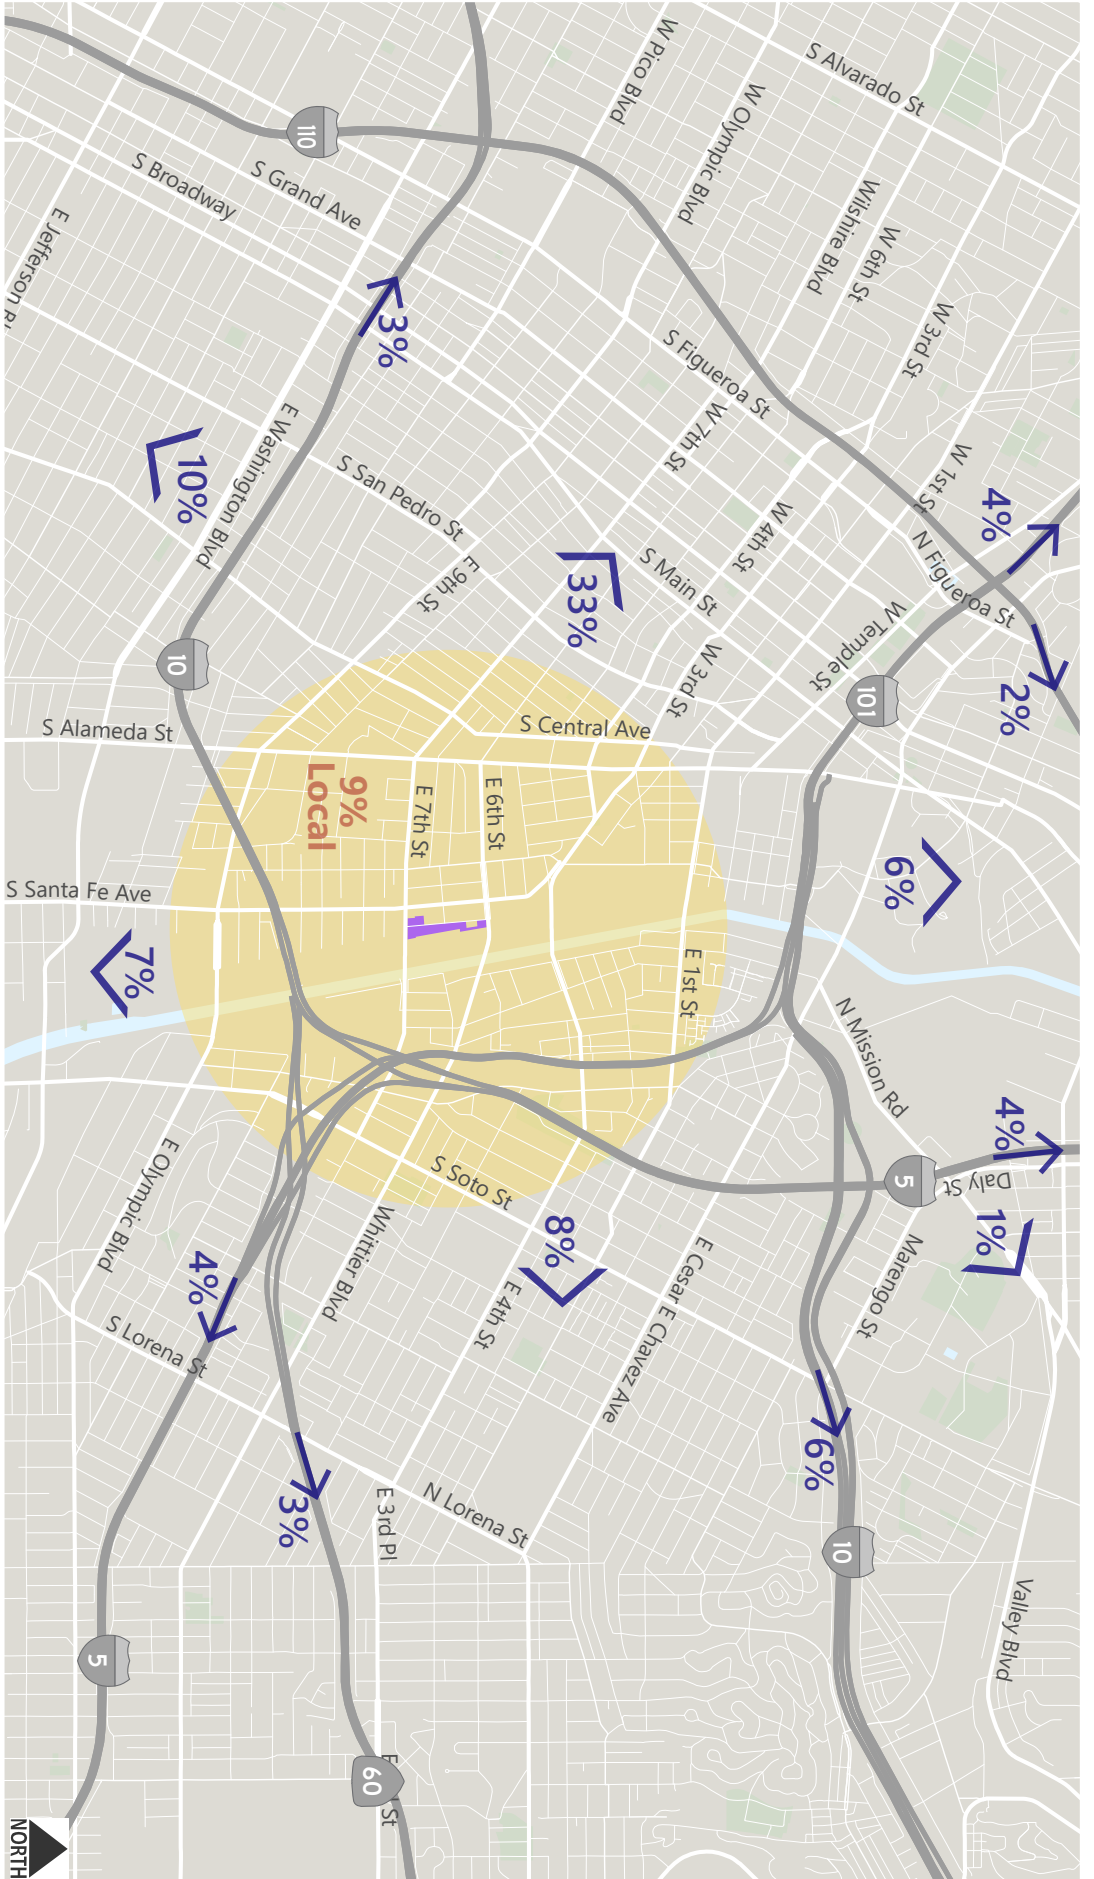 S Alvarado St
W Pico Blvd
W Olympic Blvd
Wilshire Blvd
W 6th St
W 3rd St
W 1st St
110
S Grand Ave
S Broadway
E Jefferson
3%
S Figueroa St
W 7th St
W 4th St
4%
N Figueroa St
E Washington Blvd
10%
S San Pedro St
E 9th St
33%
S Main St
W Temple St
W 3rd St
2%
10
101
S Alameda St
S Central Ave
9%
Local
E 7th St
E 6th St
6%
S Santa Fe Ave
7%
E 1st St
N Mission Rd
4%
5
Daly St
1%
E Olympic Blvd
S Soto St
8%
Whittier Blvd
4%
E 4th St
E Cesar E Chavez Ave
Marengo St
S Lorena St
6%
3%
E 3rd Pl
N Lorena St
10
Valley Blvd
5
60
E
St
NORTH